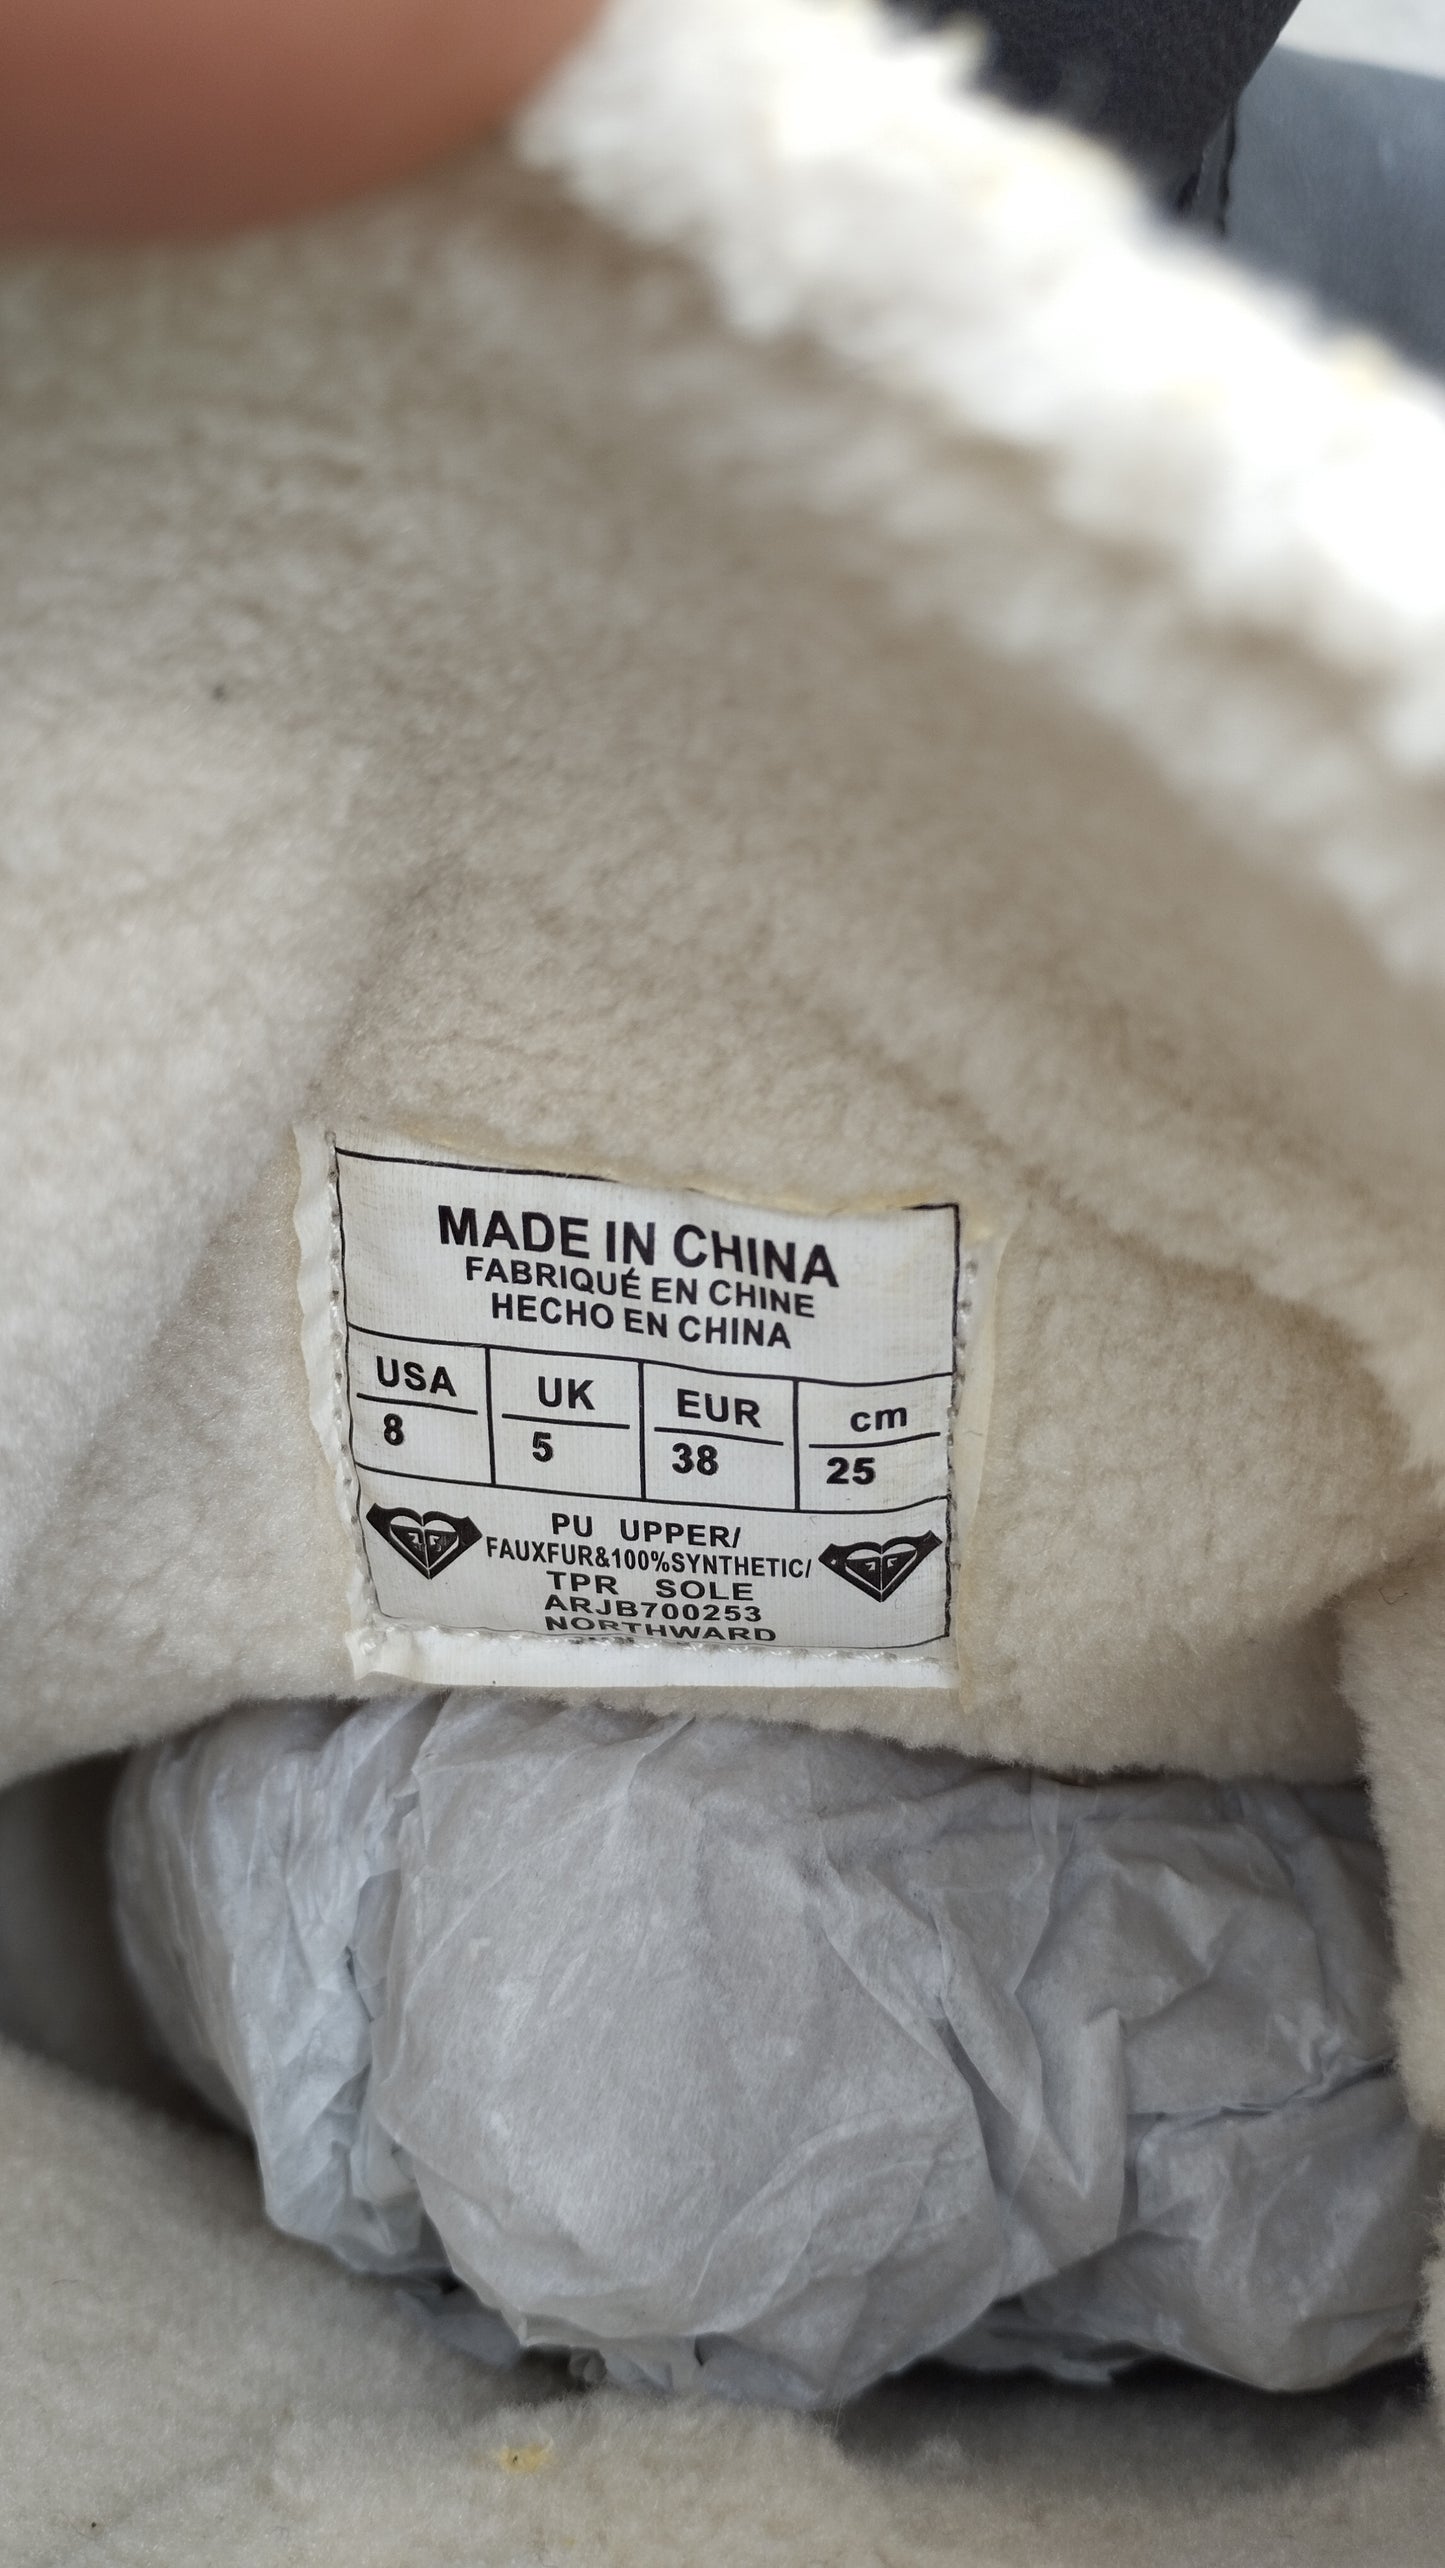 MADE IN CHINA
FABRIQUÉ EN CHINE
HECHO EN CHINA
USA UK EUR cm
8 5 38 25
PU UPPER/
FAUXFUR&100%SYNTHETIC/
TPR SOLE
ARJB700253
NORTHWARD